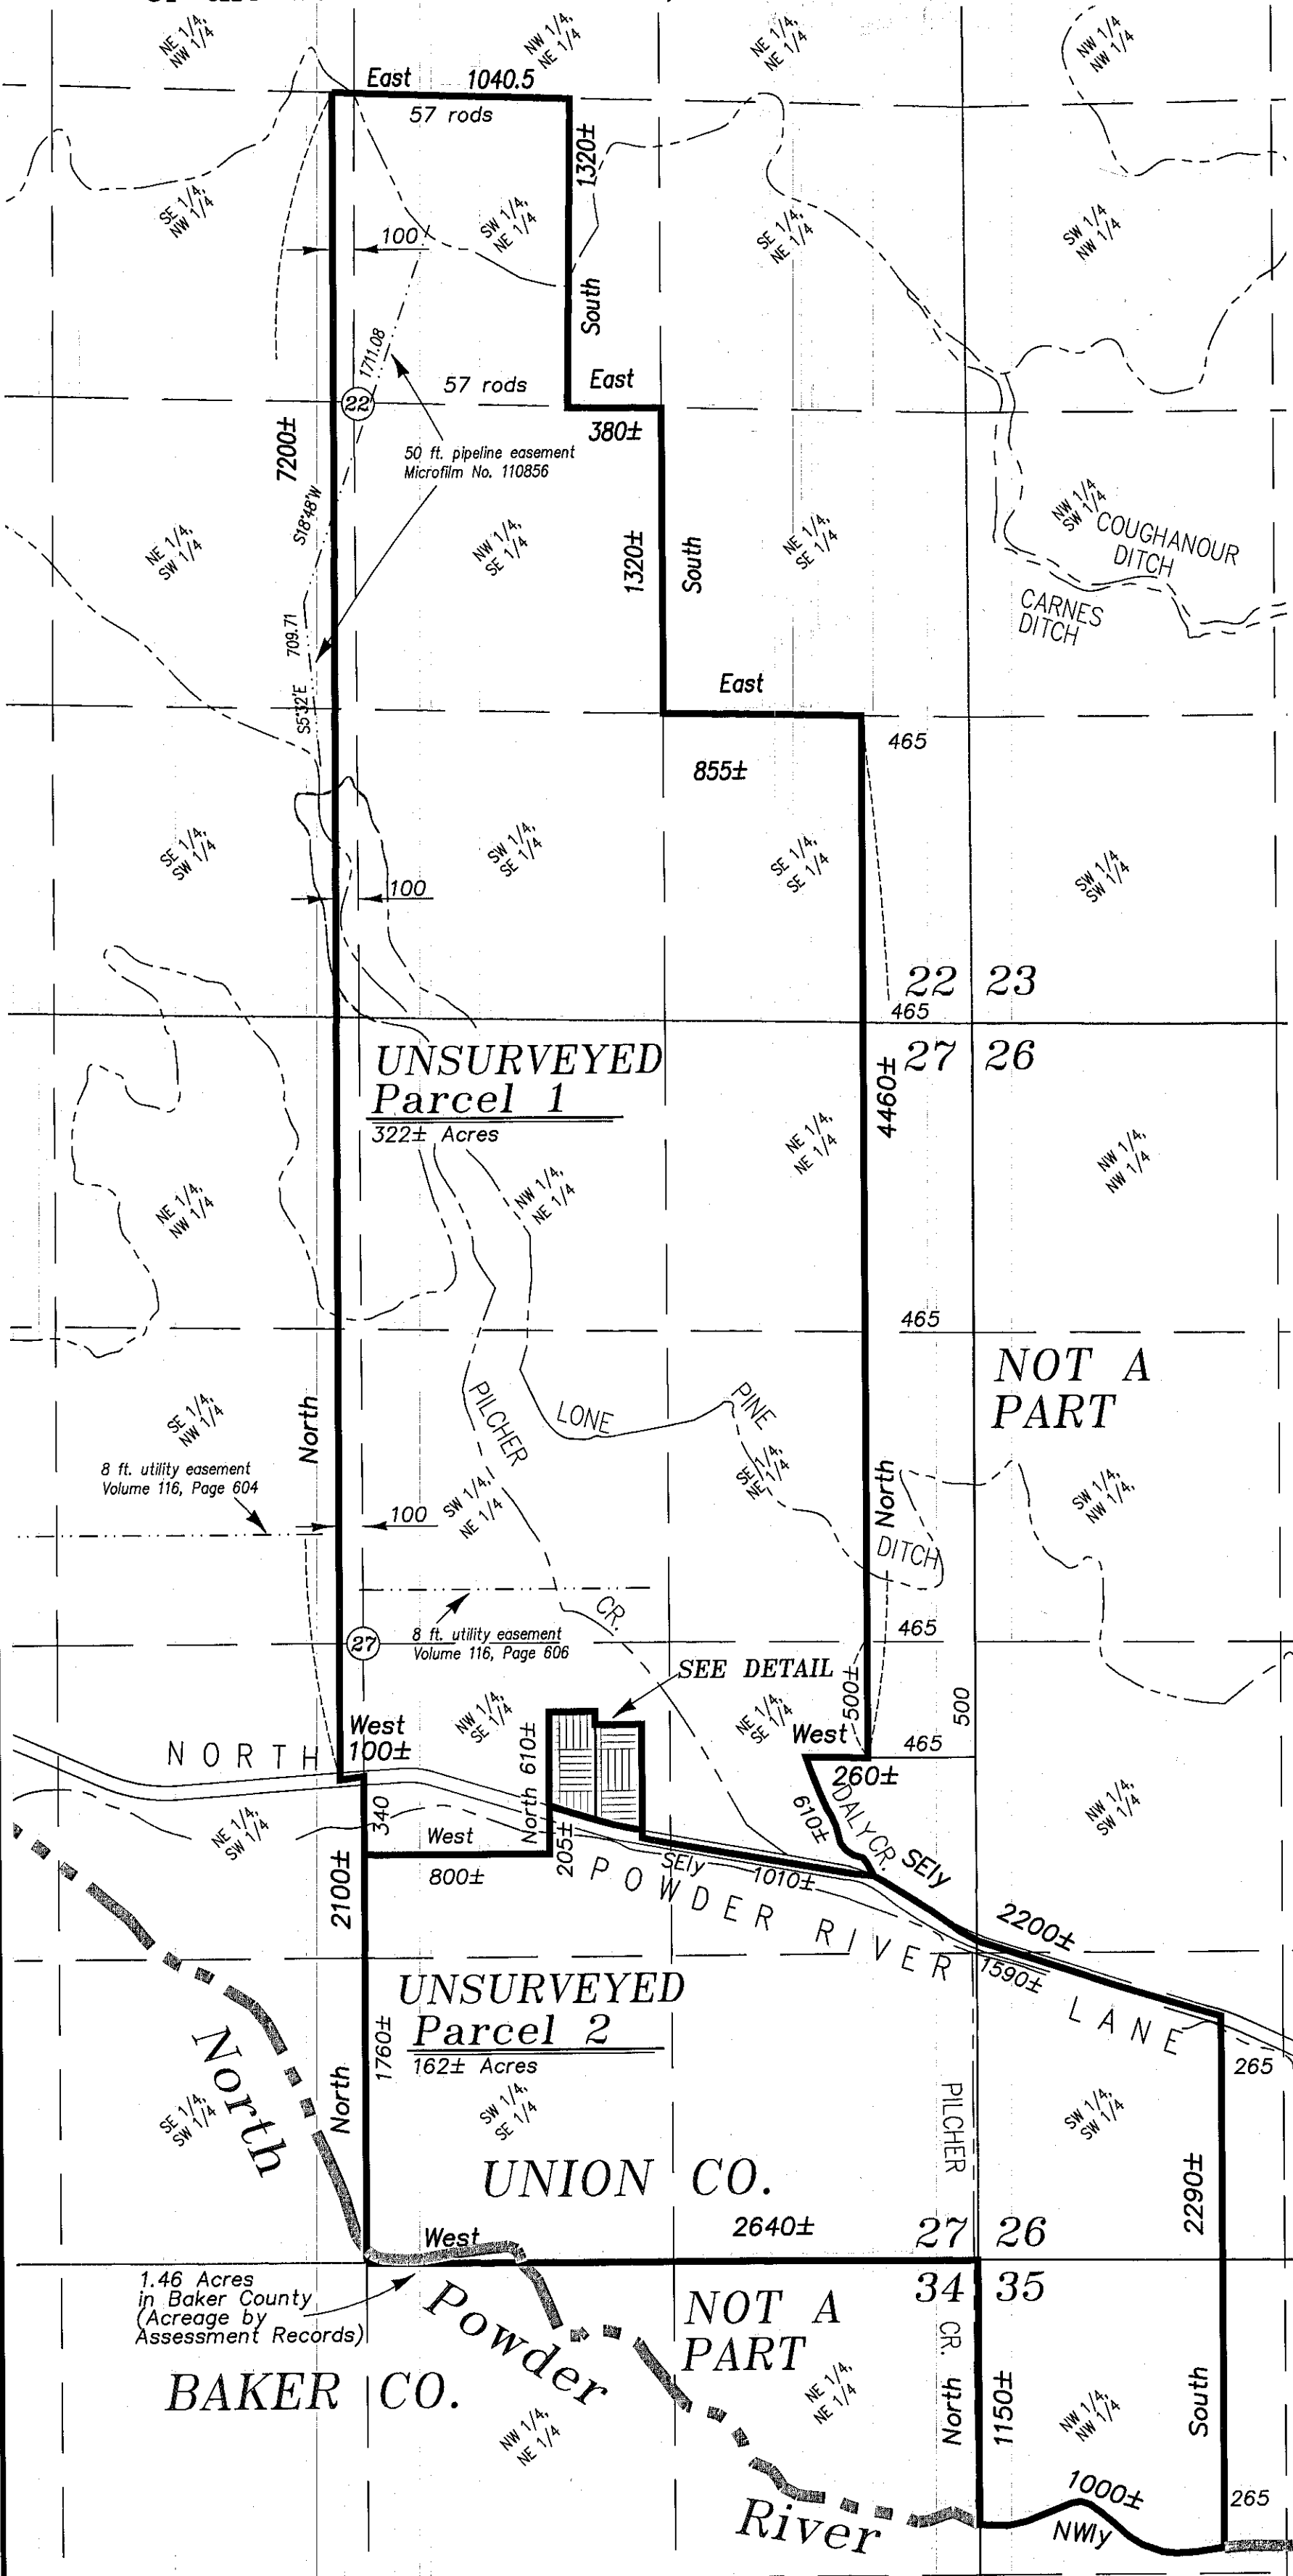 NE 1/4,
NW 1/4
NW 1/4,
NE 1/4
NE 1/4,
NE 1/4
NW 1/4
NW 1/4
East 1040.5
57 rods
1320±
SE 1/4,
NW 1/4
100
SW 1/4,
NE 1/4
SE 1/4,
NE 1/4
SW 1/4
NW 1/4
South
1711.08
57 rods
East
22
380±
7200±
50 ft. pipeline easement
Microfilm No. 110856
S18°48'W
NE 1/4,
SW 1/4
NW 1/4,
SE 1/4
1320±
South
NE 1/4,
SE 1/4
NW 1/4,
SW 1/4
COUGHANOUR
DITCH
CARNES
DITCH
709.71
S5°32'E
East
465
855±
SE 1/4,
SW 1/4
SW 1/4,
SE 1/4
SE 1/4,
SE 1/4
SW 1/4
SW 1/4
100
22 23
465
27 26
UNSURVEYED
Parcel 1
322± Acres
4460±
NE 1/4,
NE 1/4
NW 1/4,
NW 1/4
NE 1/4,
NW 1/4
NW 1/4,
NE 1/4
465
NOT A
PART
North
SE 1/4,
NW 1/4
PILCHER
LONE
PINE
8 ft. utility easement
Volume 116, Page 604
SW 1/4,
NE 1/4
SE 1/4,
NE 1/4
North
SW 1/4,
NW 1/4,
100
DITCH
CR.
27
8 ft. utility easement
Volume 116, Page 606
465
SEE DETAIL
500±
500
West
100±
NW 1/4,
SE 1/4
North 610±
NE 1/4,
SE 1/4
West
465
260±
NORTH
340
610±
DALY CR.
NE 1/4,
SW 1/4
NW 1/4,
SW 1/4
West
800±
205±
SEly
1010±
SEly
POWDER RIVER
2100±
2200±
1590±
LANE
UNSURVEYED
Parcel 2
162± Acres
1760±
North
North
265
SE 1/4,
SW 1/4
SW 1/4,
SE 1/4
PILCHER
SW 1/4,
SW 1/4
UNION CO.
2290±
West
2640±
27 26
1.46 Acres
in Baker County
(Acreage by
Assessment Records)
34 35
Powder
NOT A
PART
CR.
BAKER CO.
NE 1/4,
NE 1/4
North
1150±
NW 1/4,
NW 1/4
South
NW 1/4,
NE 1/4
1000±
265
River
NWly